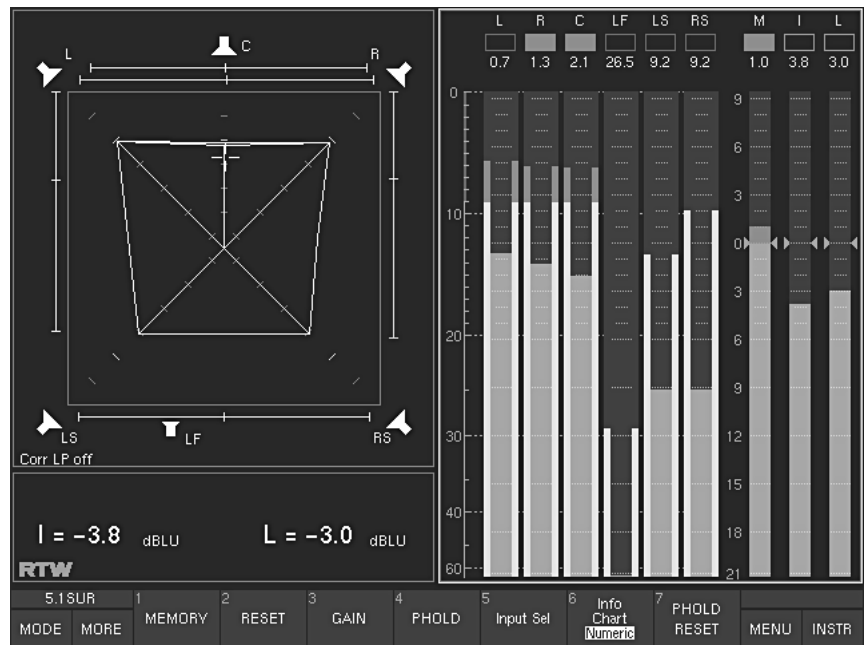 L R C LF LS RS M I L
0.7 1.3 2.1 26.5 9.2 9.2 1.0 3.8 3.0
L C R
0 10 20 30 40 60
9 6 3 0 3 6 9 12 15 18 21
LS LF RS
Corr LP off
I = -3.8 dBLU L = -3.0 dBLU
RTW
5.1SUR
MODE MORE
1 MEMORY
2 RESET
3 GAIN
4 PHOLD
5 Input Sel
6 Info
Chart
Numeric
7 PHOLD
RESET
MENU INSTR